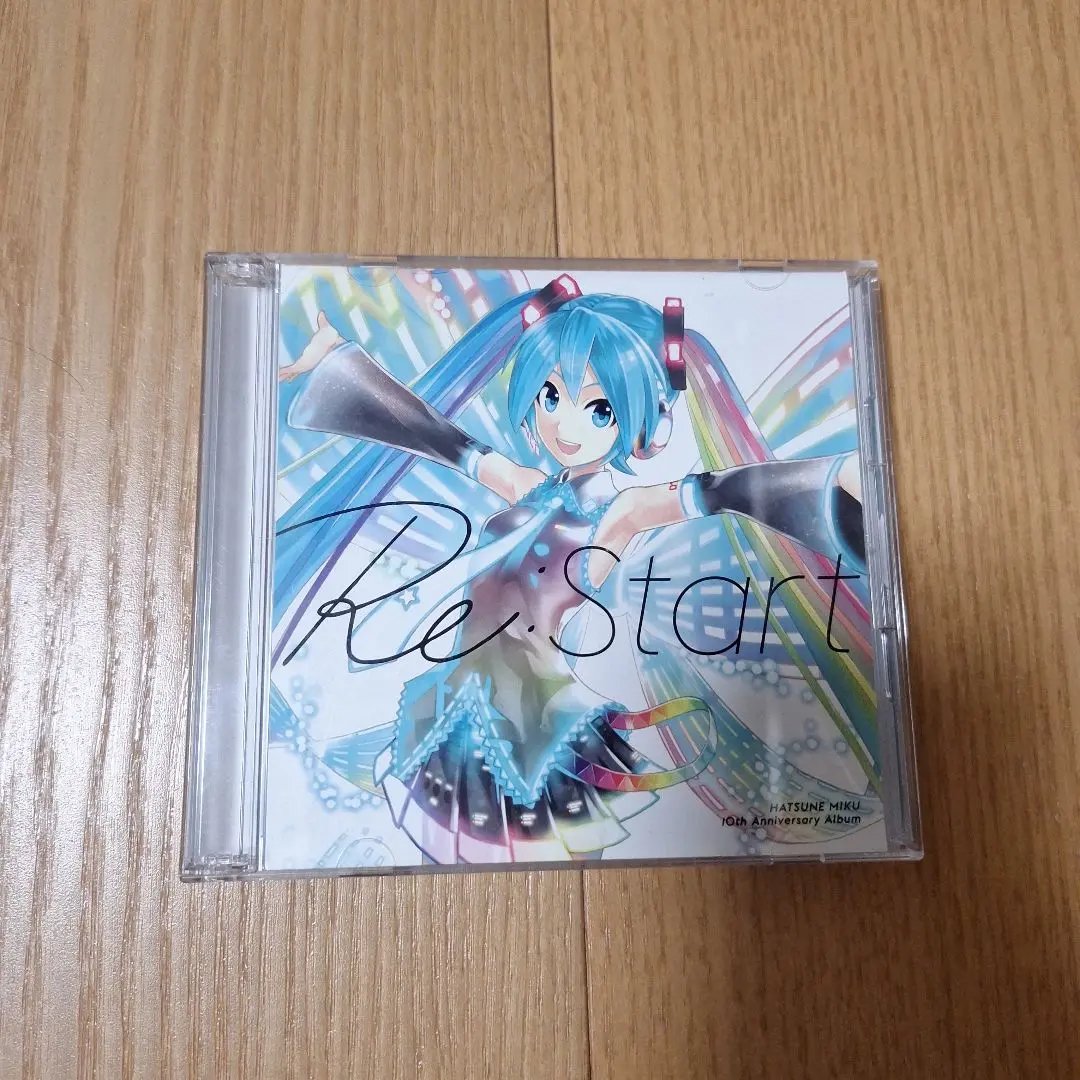 Re:Start
HATSUNE MIKU
10th Anniversary Album